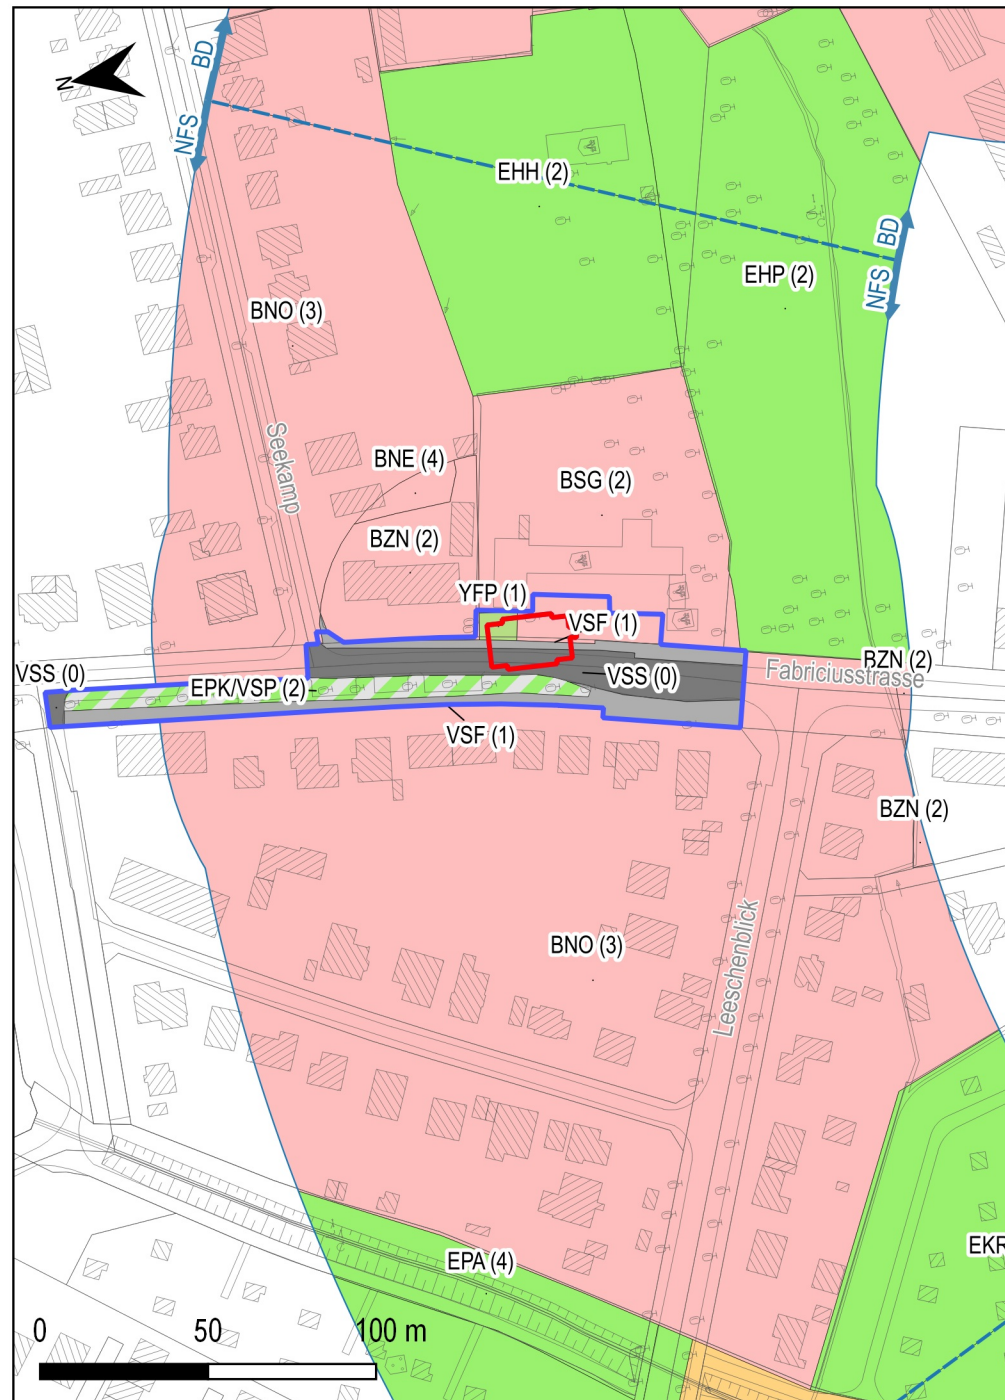 BD
NFS
N
EHH (2)
BD
NFS
EHP (2)
BNO (3)
Seekamp
BNE (4)
BSG (2)
BZN (2)
YFP (1)
VSF (1)
VSS (0)
EPK/VSP (2)
VSS (0)
Fabriciusstrasse
BZN (2)
VSF (1)
BZN (2)
BNO (3)
Leeschenblick
EKR
EPA (4)
0 50 100 m